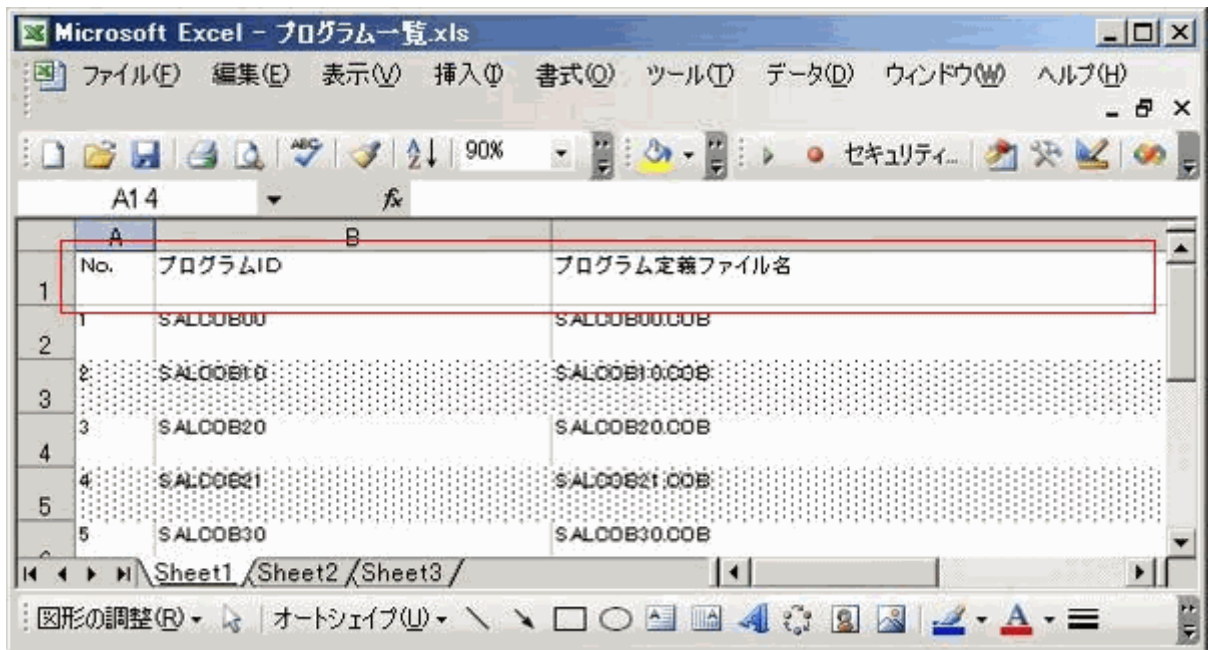 Microsoft Excel - プログラム一覧.xls
ファイル(F) 編集(E) 表示(V) 挿入(I) 書式(O) ツール(T) データ(D) ウィンドウ(W) ヘルプ(H)
ABC 90% セキュリティ...
A14 fx
A B
1 No. プログラムID プログラム定義ファイル名
2 1 SALCOB00 SALCOB00.COB
3 2 SALCOB10 SALCOB10.COB
4 3 SALCOB20 SALCOB20.COB
5 4 SALCOB21 SALCOB21.COB
5 SALCOB30 SALCOB30.COB
Sheet1 Sheet2 Sheet3
図形の調整(R) オートシェイプ(U) A